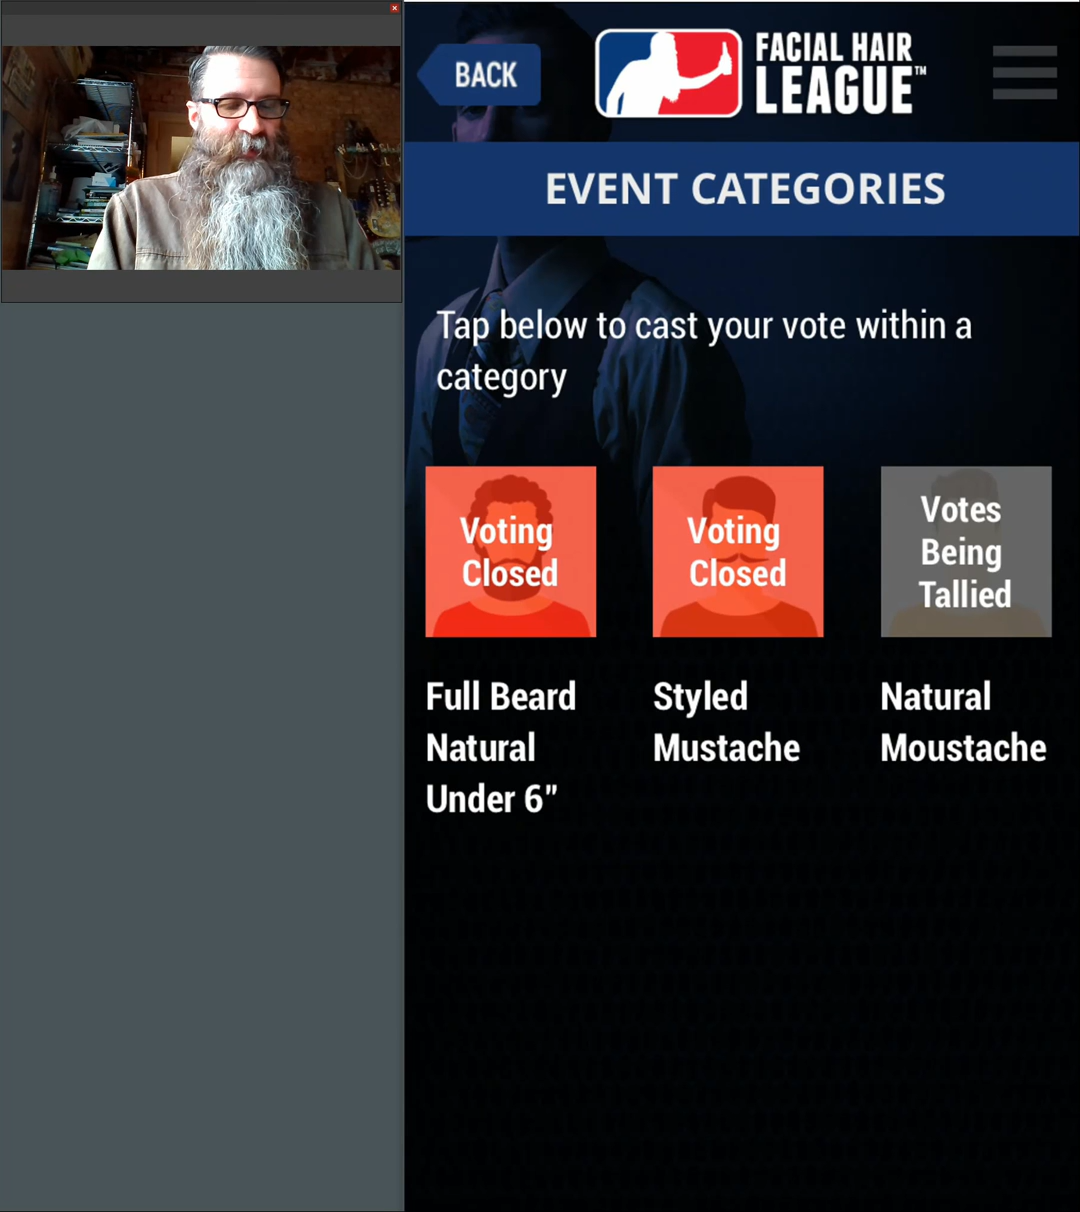 BACK
FACIAL HAIR
LEAGUE™
EVENT CATEGORIES
Tap below to cast your vote within a
category
Voting
Closed
Voting
Closed
Votes
Being
Tallied
Full Beard
Natural
Under 6”
Styled
Mustache
Natural
Moustache